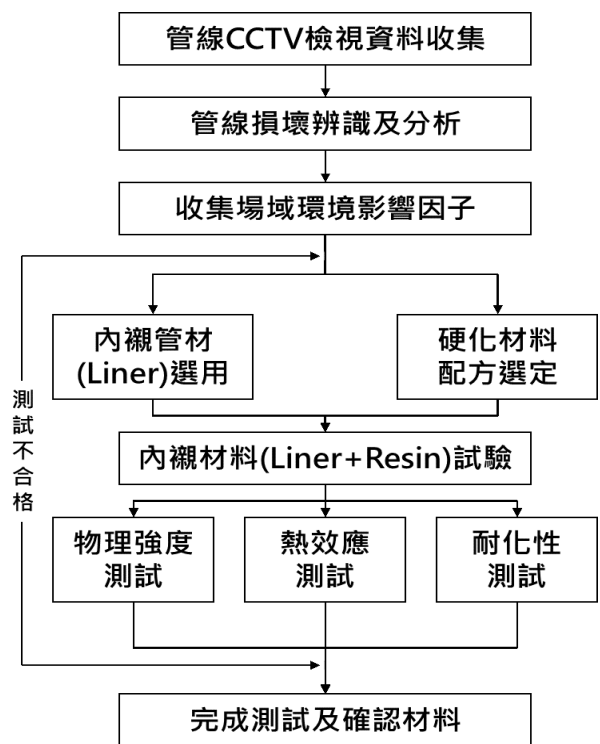 管線CCTV檢視資料收集
管線損壞辨識及分析
收集場域環境影響因子
內襯管材
(Liner)選用
硬化材料
配方選定
測試不合格
內襯材料(Liner+Resin)試驗
物理強度
測試
熱效應
測試
耐化性
測試
完成測試及確認材料